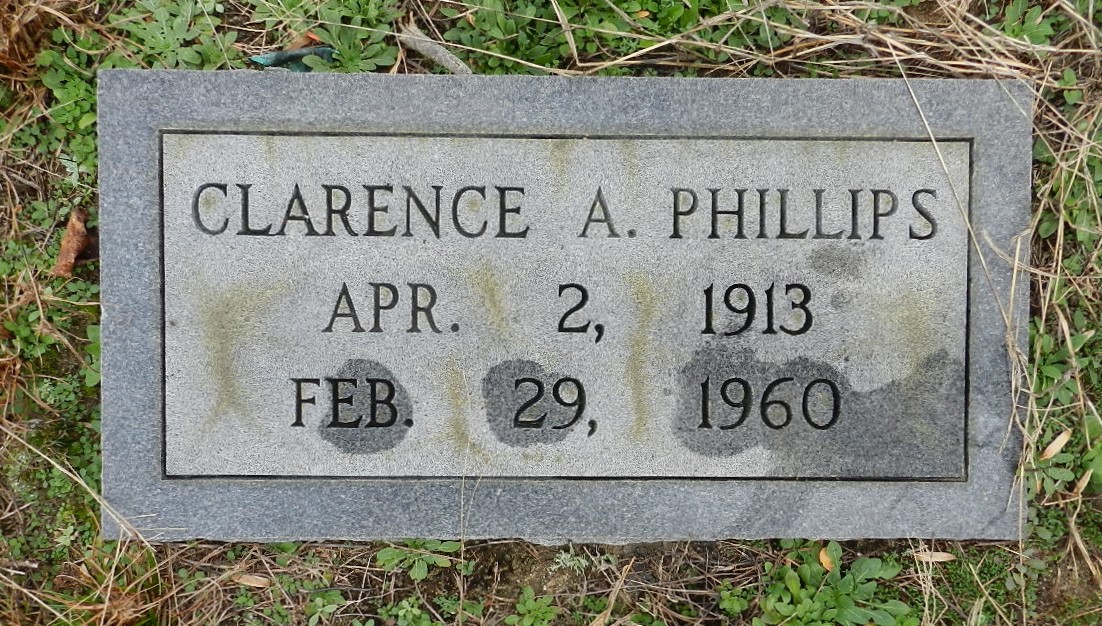 CLARENCE A. PHILLIPS
APR. 2, 1913
FEB. 29, 1960